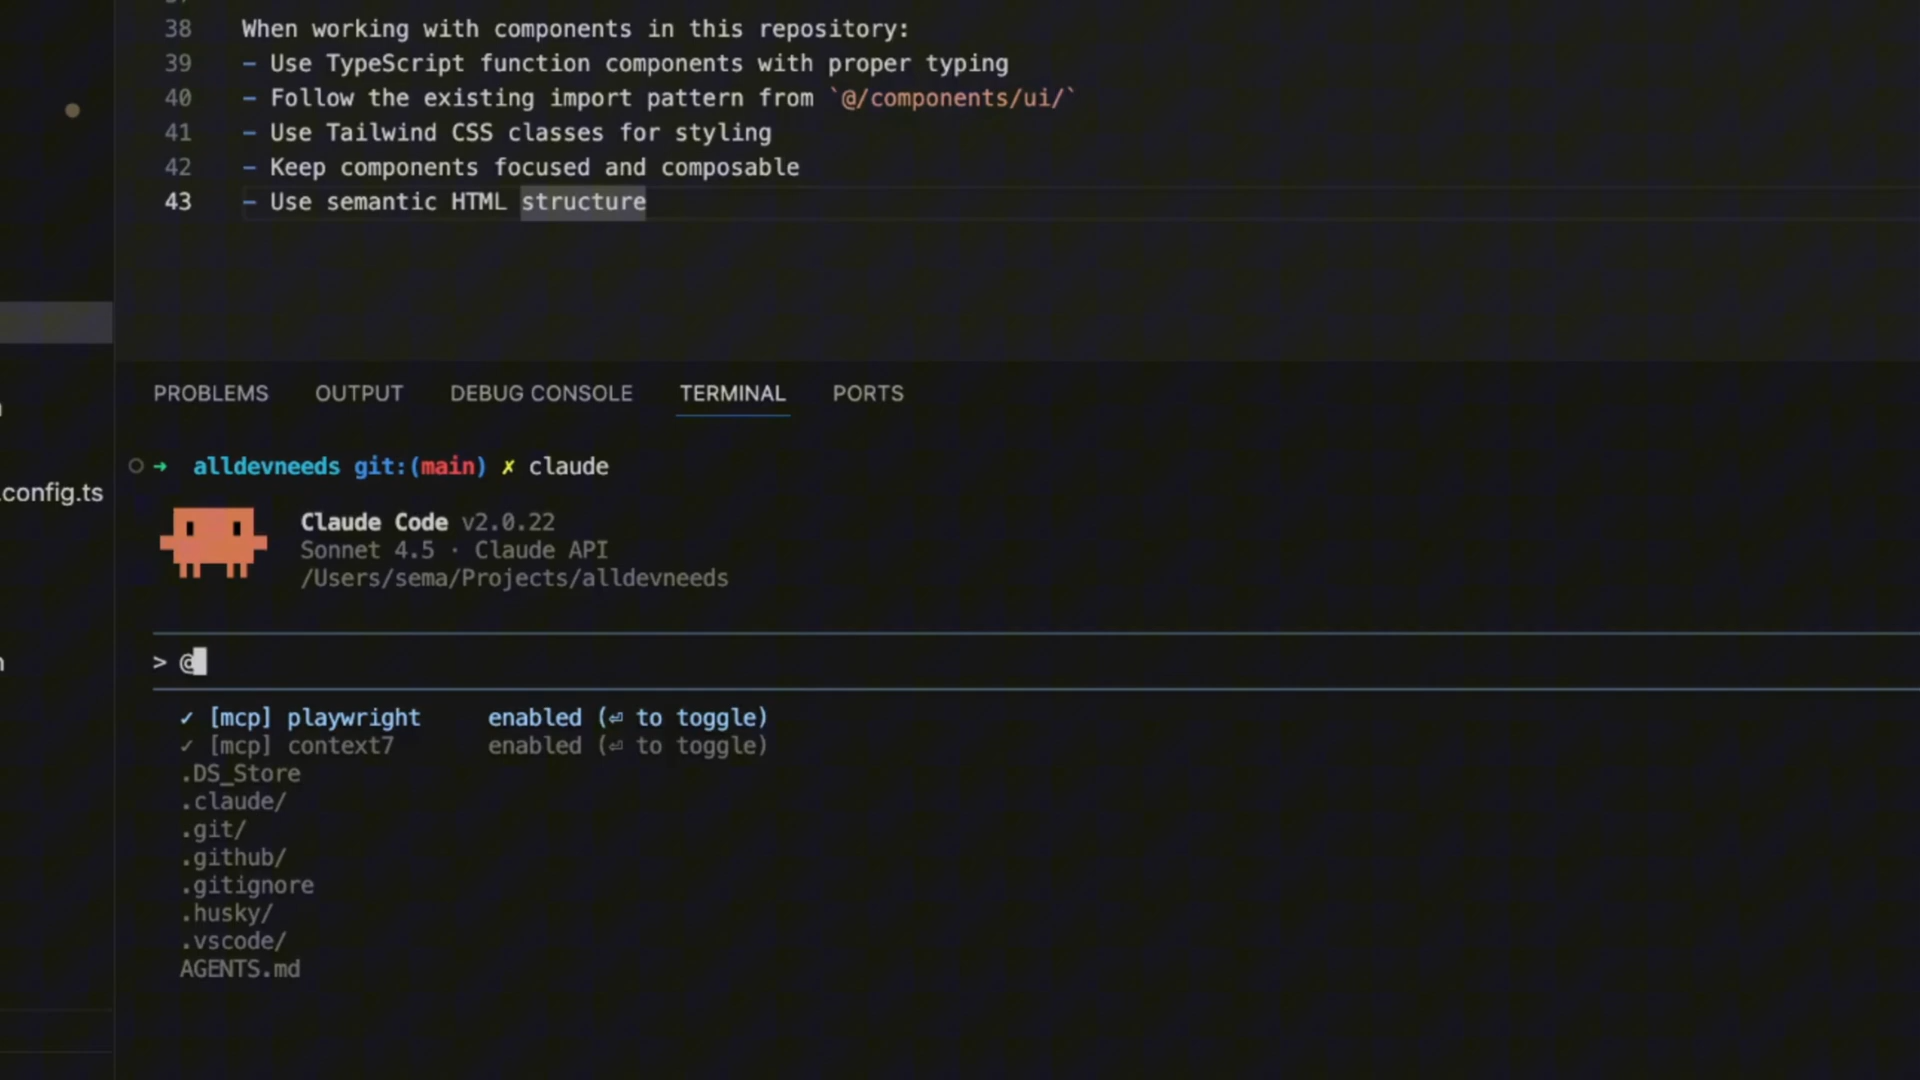 38 When working with components in this repository:
39 - Use TypeScript function components with proper typing
40 - Follow the existing import pattern from `@/components/ui/`
41 - Use Tailwind CSS classes for styling
42 - Keep components focused and composable
43 - Use semantic HTML structure
PROBLEMS OUTPUT DEBUG CONSOLE TERMINAL PORTS
➜ alldevneeds git:(main) ✗ claude
.config.ts
Claude Code v2.0.22
Sonnet 4.5 · Claude API
/Users/sema/Projects/alldevneeds
> @
✓ [mcp] playwright enabled (⏎ to toggle)
✓ [mcp] context7 enabled (⏎ to toggle)
.DS_Store
.claude/
.git/
.github/
.gitignore
.husky/
.vscode/
AGENTS.md